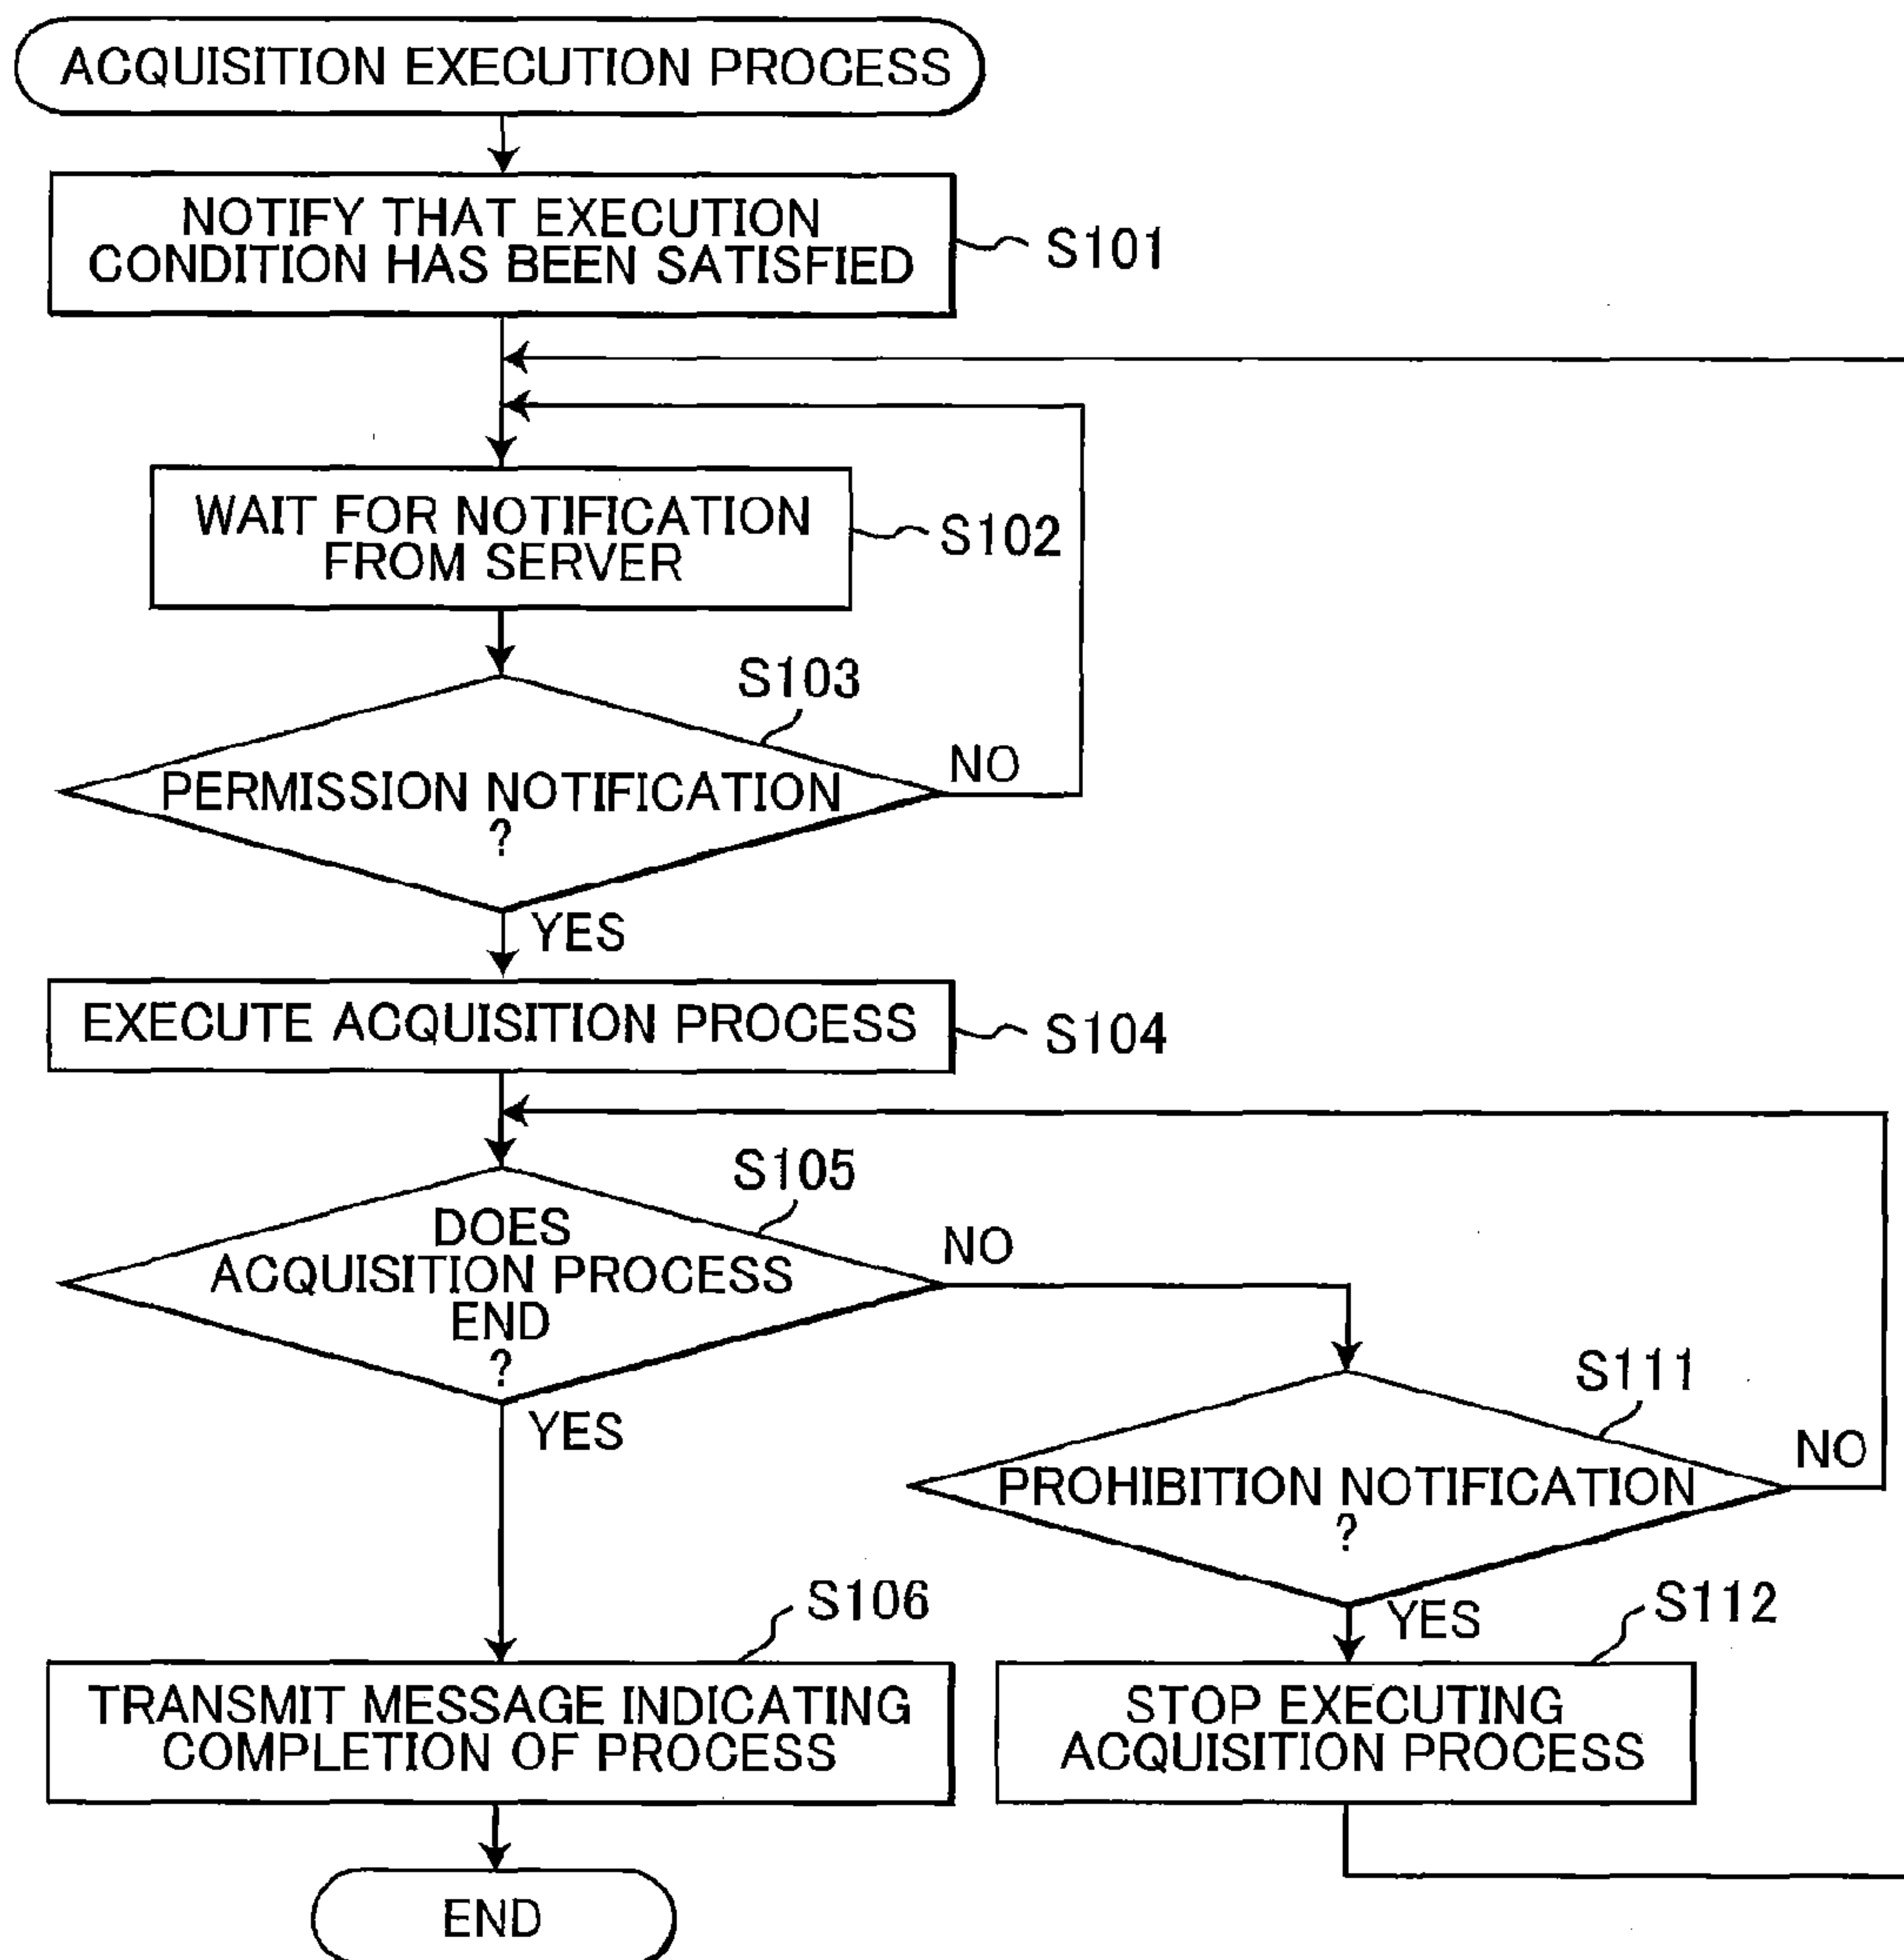 ACQUISITION EXECUTION PROCESS
NOTIFY THAT EXECUTION
CONDITION HAS BEEN SATISFIED
S101
WAIT FOR NOTIFICATION
FROM SERVER
S102
S103
PERMISSION NOTIFICATION
?
NO
YES
EXECUTE ACQUISITION PROCESS
S104
S105
DOES
ACQUISITION PROCESS
END
?
NO
YES
S111
PROHIBITION NOTIFICATION
?
NO
YES
S106
TRANSMIT MESSAGE INDICATING
COMPLETION OF PROCESS
S112
STOP EXECUTING
ACQUISITION PROCESS
END